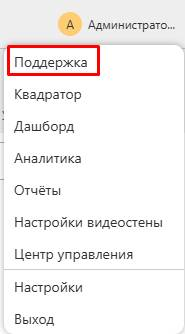 А Администрато...
Поддержка
Квадратор
Дашборд
Аналитика
Отчёты
Настройки видеостены
Центр управления
Настройки
Выход